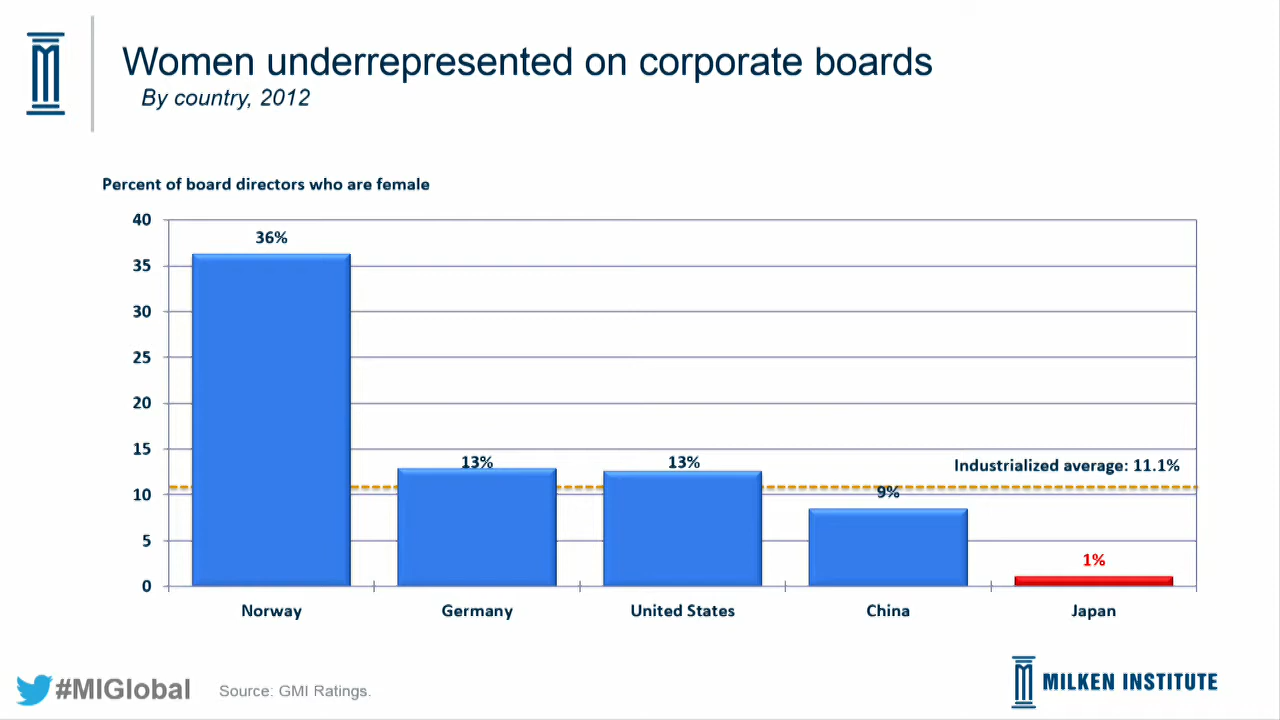 Women underrepresented on corporate boards
By country, 2012
Percent of board directors who are female
40
36%
35
30
25
20
15
13%
13%
Industrialized average: 11.1%
10
9%
5
1%
0
Norway
Germany
United States
China
Japan
#MIGlobal
Source: GMI Ratings.
MILKEN INSTITUTE